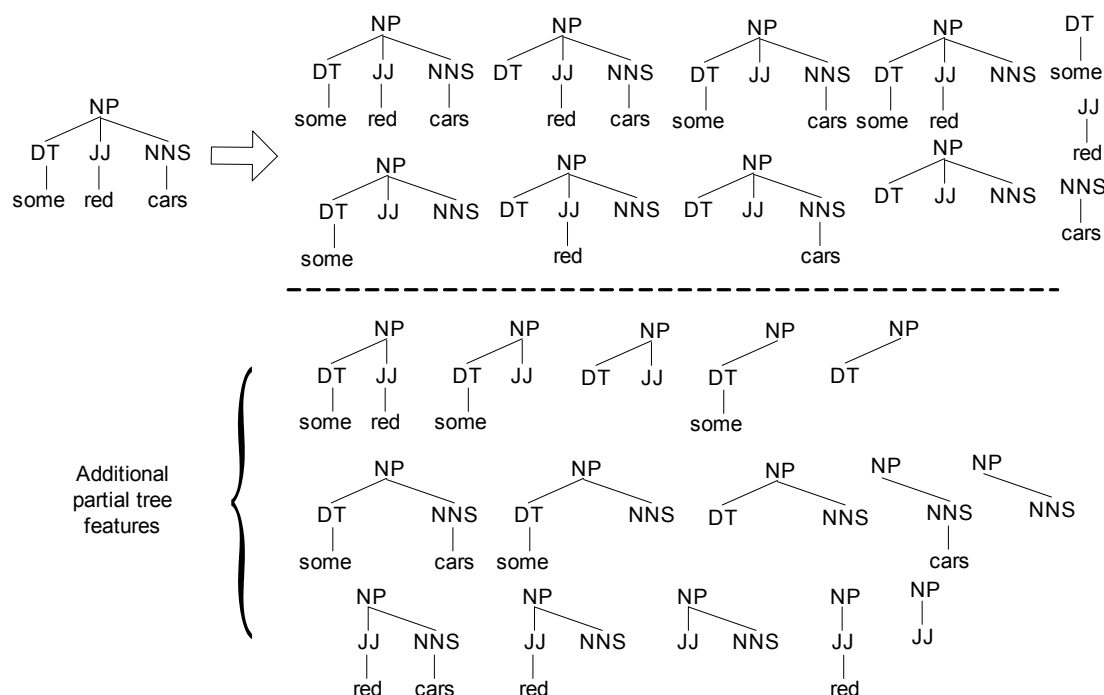 NP NP NP NP DT
DT JJ NNS DT JJ NNS DT JJ NNS DT JJ NNS some
some red cars red cars some cars some red JJ
NP red
DT JJ NNS
some red cars
NP NP NP NP
DT JJ NNS DT JJ NNS DT JJ NNS DT JJ NNS NNS
some red cars cars
NP NP NP NP NP
DT JJ DT JJ DT JJ DT DT
some red some some
Additional
partial tree
features
NP NP NP NP NP
DT NNS DT NNS DT NNS NNS NNS
some cars some cars
NP NP NP NP NP
JJ NNS JJ NNS JJ NNS JJ JJ
red cars red red